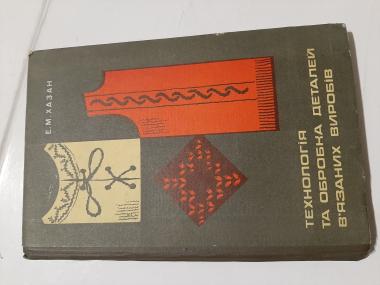 Е. М. ХАЗАН
ТЕХНОЛОГІЯ
ТА ОБРОБКА ДЕТАЛЕЙ
В'ЯЗАНИХ ВИРОБІВ